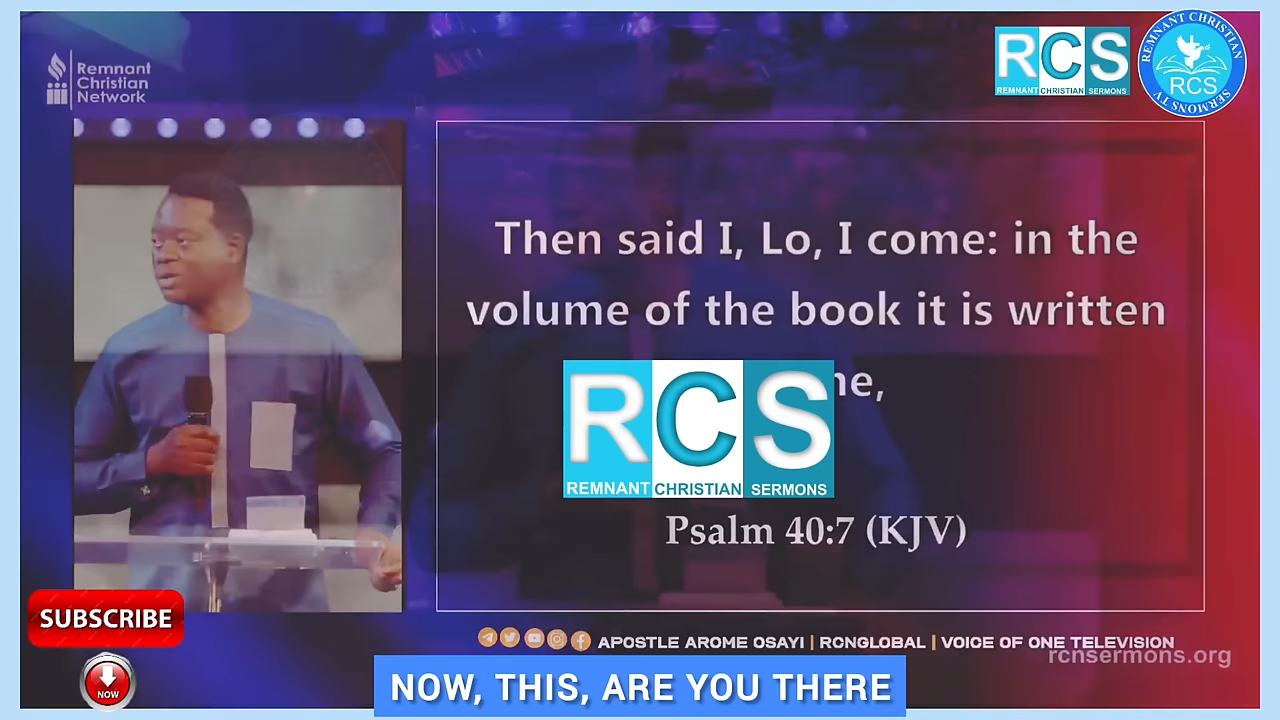 Remnant
Christian
Network
RCS
REMNANT CHRISTIAN SERMONS
REMNANT CHRISTIAN
RCS
SERMONS TV
Then said I, Lo, I come: in the
volume of the book it is written
RCS
REMNANT CHRISTIAN SERMONS
Psalm 40:7 (KJV)
SUBSCRIBE
NOW
APOSTLE AROME OSAYI | RCNGLOBAL | VOICE OF ONE TELEVISION
rcnsermons.org
NOW, THIS, ARE YOU THERE